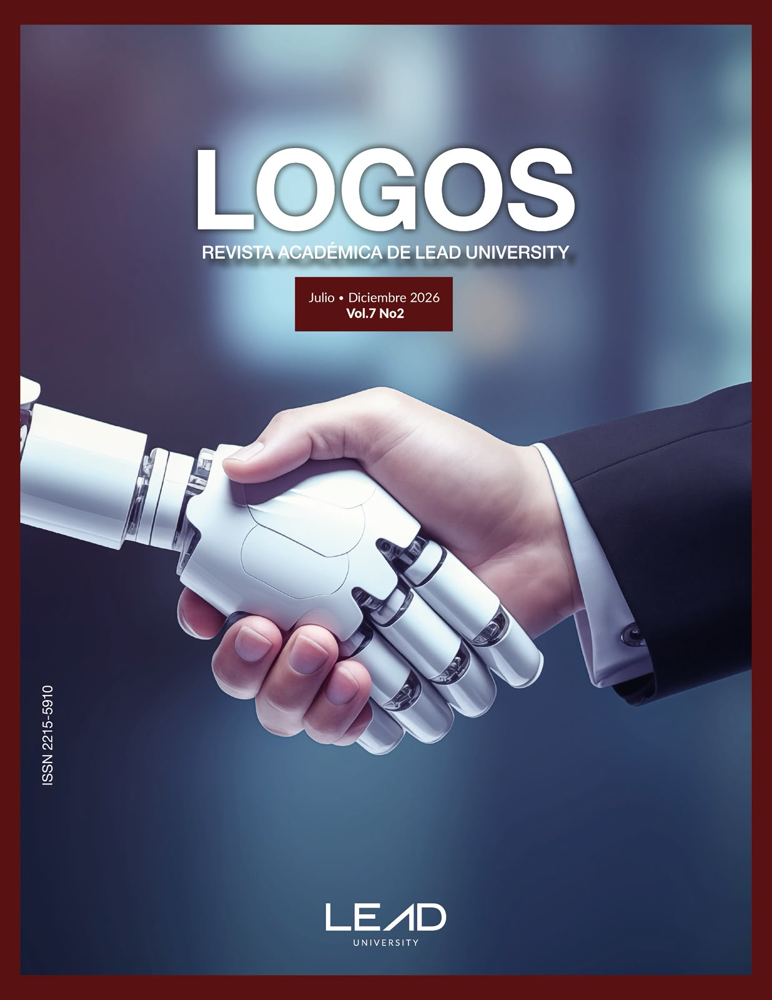 LOGOS
REVISTA ACADÉMICA DE LEAD UNIVERSITY
Julio • Diciembre 2026
Vol.7 No2
ISSN 2215-5910
LEAD
UNIVERSITY